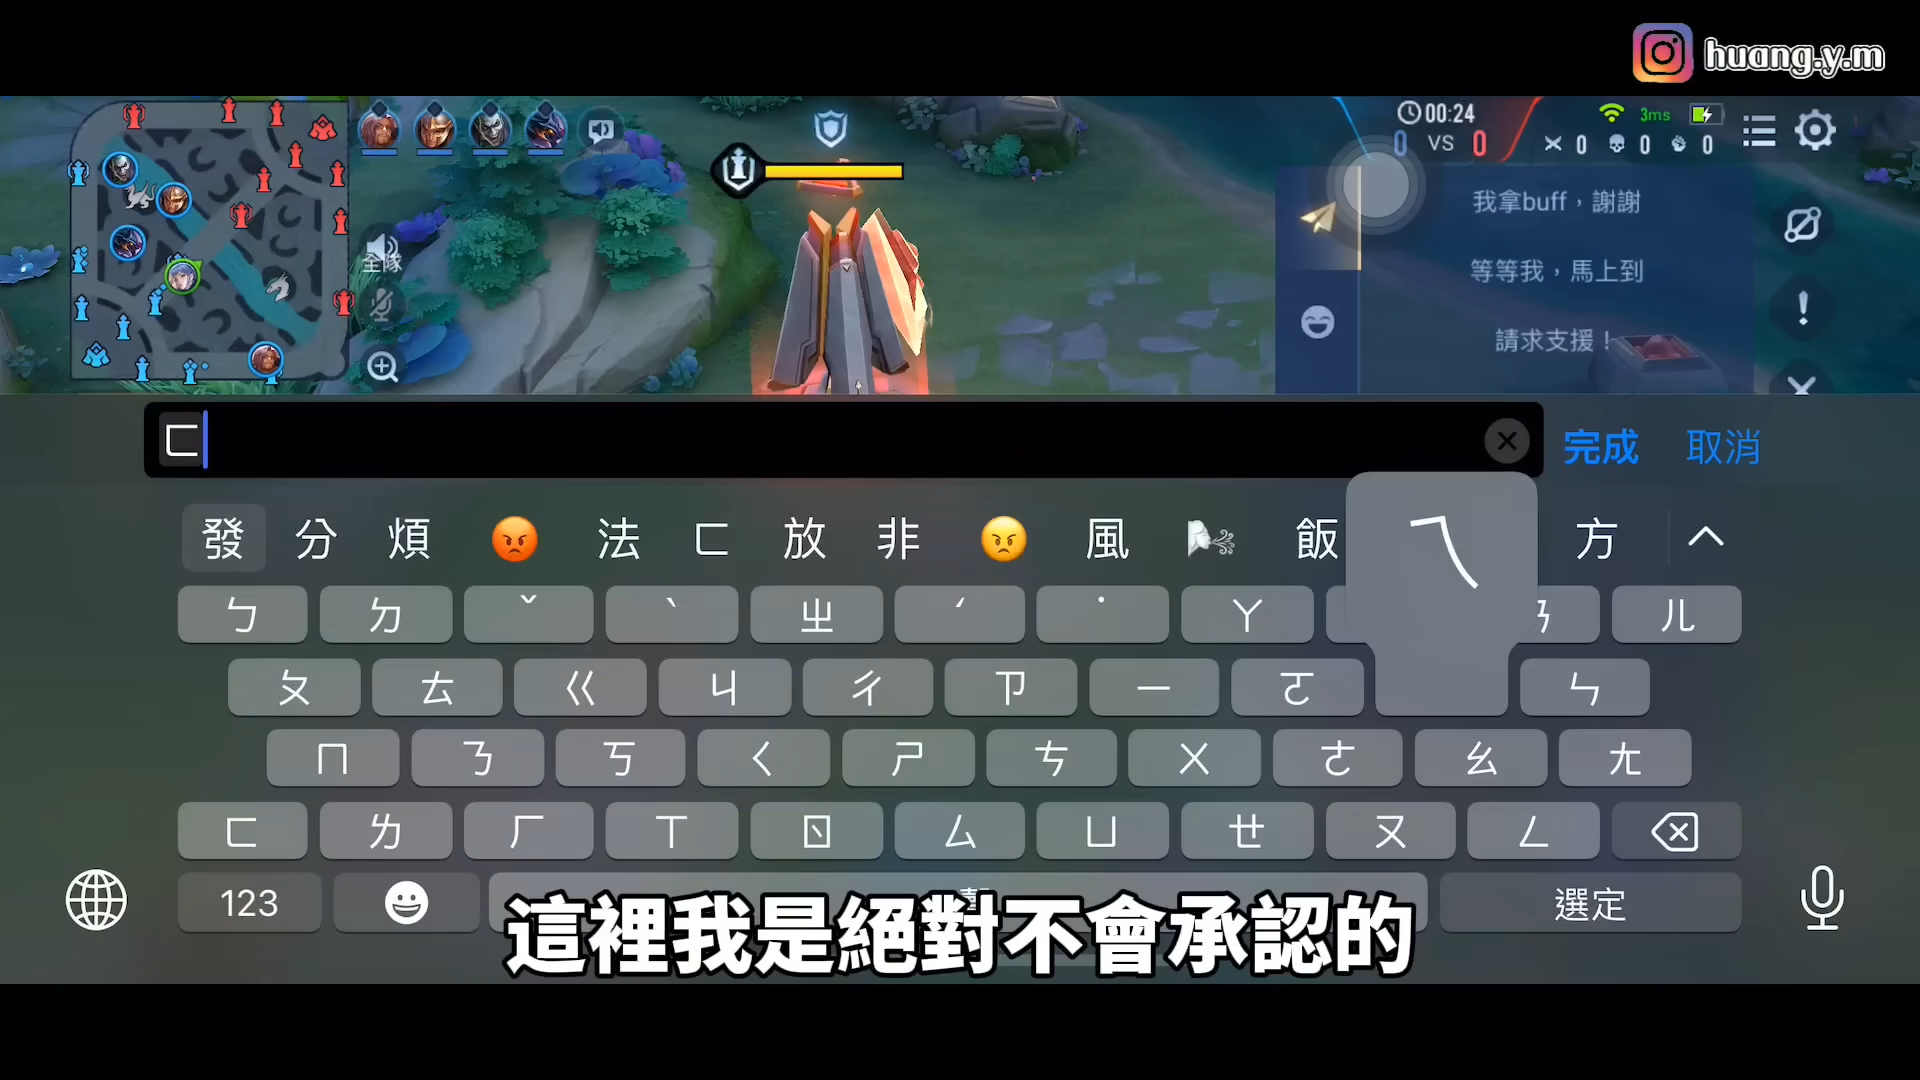 huang.y.m
00:24
3ms
0 VS 0
0 0 0
全隊
我拿buff，謝謝
等等我，馬上到
請求支援！
ㄈ
完成 取消
發 分 煩 😡 法 ㄈ 放 非 😠 風 🌬️ 飯 方
ㄅ ㄉ ˇ ˋ ㄓ ˊ ˙ ㄚ ㄢ ㄦ
ㄆ ㄊ ㄍ ㄐ ㄔ ㄗ ㄧ ㄛ ㄟ ㄣ
ㄇ ㄋ ㄎ ㄑ ㄕ ㄘ ㄨ ㄜ ㄠ ㄤ
ㄈ ㄌ ㄏ ㄒ ㄖ ㄙ ㄩ ㄝ ㄡ ㄥ
123 選定
這裡我是絕對不會承認的